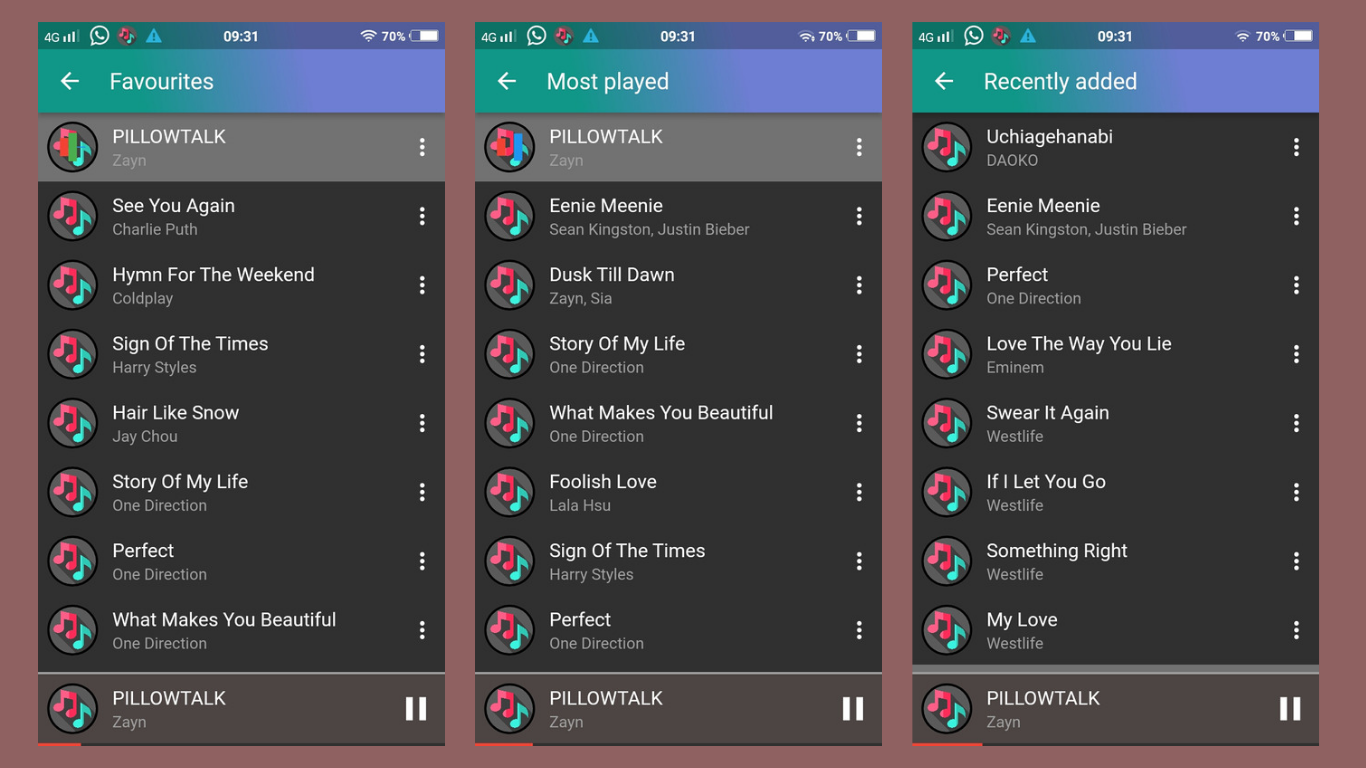 4G 09:31 70%
Favourites
PILLOWTALK
Zayn
See You Again
Charlie Puth
Hymn For The Weekend
Coldplay
Sign Of The Times
Harry Styles
Hair Like Snow
Jay Chou
Story Of My Life
One Direction
Perfect
One Direction
What Makes You Beautiful
One Direction
PILLOWTALK
Zayn
4G 09:31 70%
Most played
PILLOWTALK
Zayn
Eenie Meenie
Sean Kingston, Justin Bieber
Dusk Till Dawn
Zayn, Sia
Story Of My Life
One Direction
What Makes You Beautiful
One Direction
Foolish Love
Lala Hsu
Sign Of The Times
Harry Styles
Perfect
One Direction
PILLOWTALK
Zayn
4G 09:31 70%
Recently added
Uchiagehanabi
DAOKO
Eenie Meenie
Sean Kingston, Justin Bieber
Perfect
One Direction
Love The Way You Lie
Eminem
Swear It Again
Westlife
If I Let You Go
Westlife
Something Right
Westlife
My Love
Westlife
PILLOWTALK
Zayn